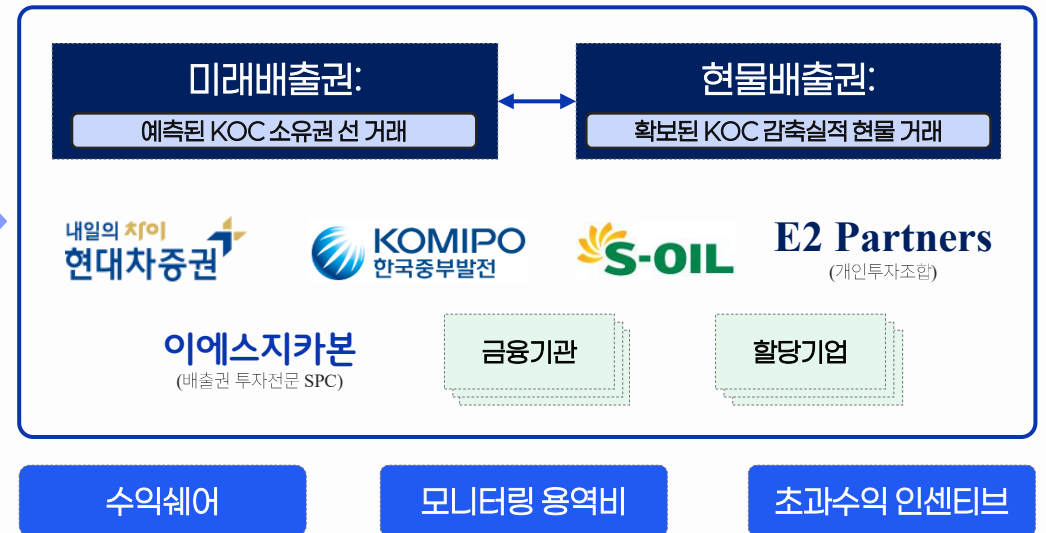 미래배출권:
예측된 KOC 소유권 선 거래
현물배출권:
확보된 KOC 감축실적 현물 거래
내일의 차이
현대차증권
KOMIPO
한국중부발전
S-OIL
E2 Partners
(개인투자조합)
이에스지카본
(배출권 투자전문 SPC)
금융기관
할당기업
수익쉐어
모니터링 용역비
초과수익 인센티브